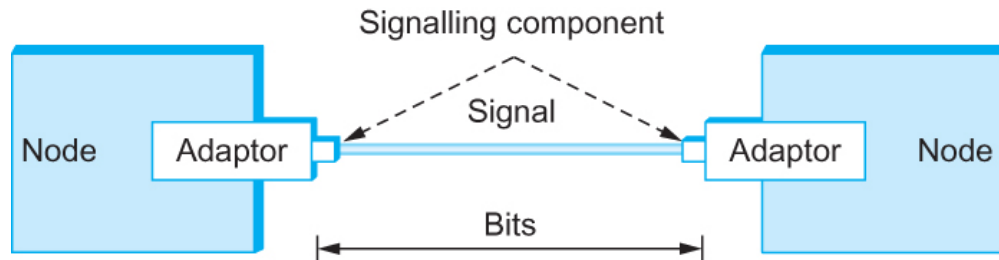 Signalling component
Signal
Node
Adaptor
Adaptor
Node
Bits